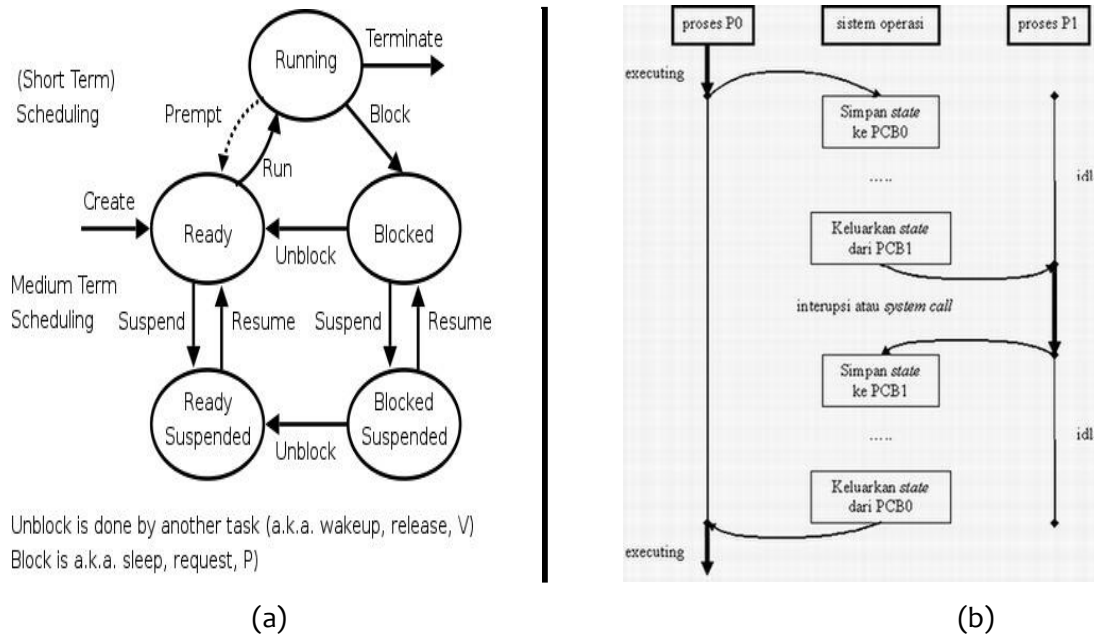 Terminate
Running
(Short Term)
Scheduling
Prempt
Block
Run
Create
Ready
Blocked
Unblock
Medium Term
Scheduling
Suspend
Resume
Suspend
Resume
Ready
Suspended
Blocked
Suspended
Unblock
Unblock is done by another task (a.k.a. wakeup, release, V)
Block is a.k.a. sleep, request, P)
(a)
proses P0
sistem operasi
proses P1
executing
Simpan state
ke PCB0
.....
idl
Keluarkan state
dari PCB1
interupsi atau system call
Simpan state
ke PCB1
.....
idl
Keluarkan state
dari PCB0
executing
(b)